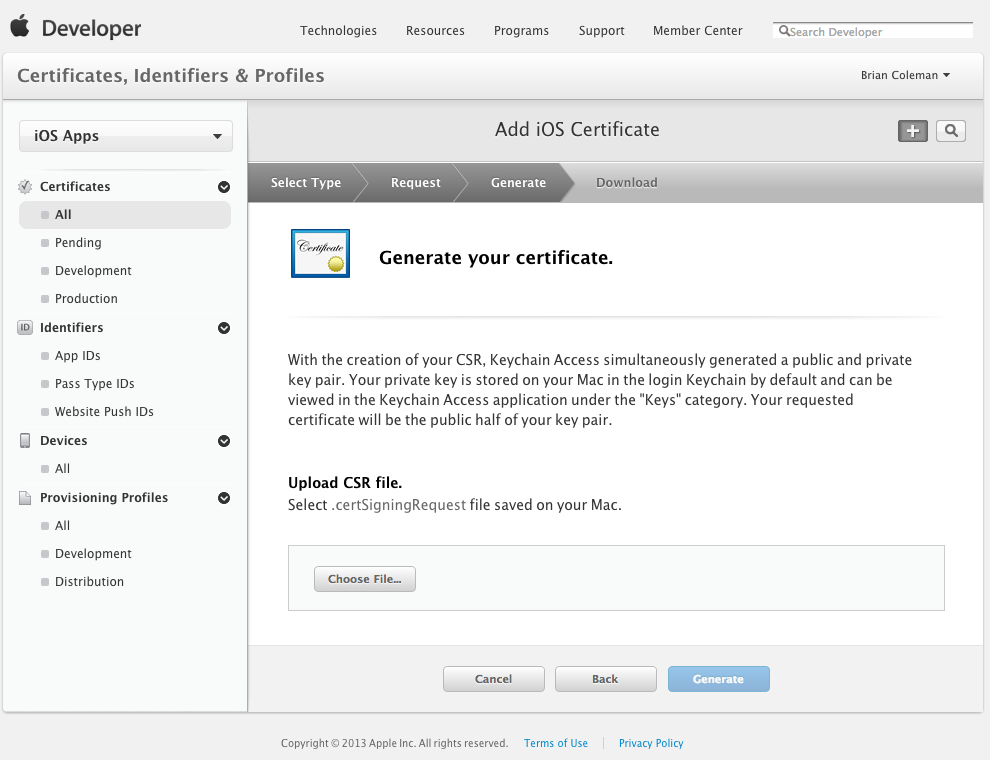 Developer
Technologies
Resources
Programs
Support
Member Center
Search Developer
Certificates, Identifiers & Profiles
Brian Coleman
iOS Apps
Add iOS Certificate
Select Type
Request
Generate
Download
Certificates
All
Pending
Development
Production
ID Identifiers
App IDs
Pass Type IDs
Website Push IDs
Devices
All
Provisioning Profiles
All
Development
Distribution
Certificate
Generate your certificate.
With the creation of your CSR, Keychain Access simultaneously generated a public and private
key pair. Your private key is stored on your Mac in the login Keychain by default and can be
viewed in the Keychain Access application under the "Keys" category. Your requested
certificate will be the public half of your key pair.
Upload CSR file.
Select .certSigningRequest file saved on your Mac.
Choose File...
Cancel
Back
Generate
Copyright © 2013 Apple Inc. All rights reserved.
Terms of Use
Privacy Policy